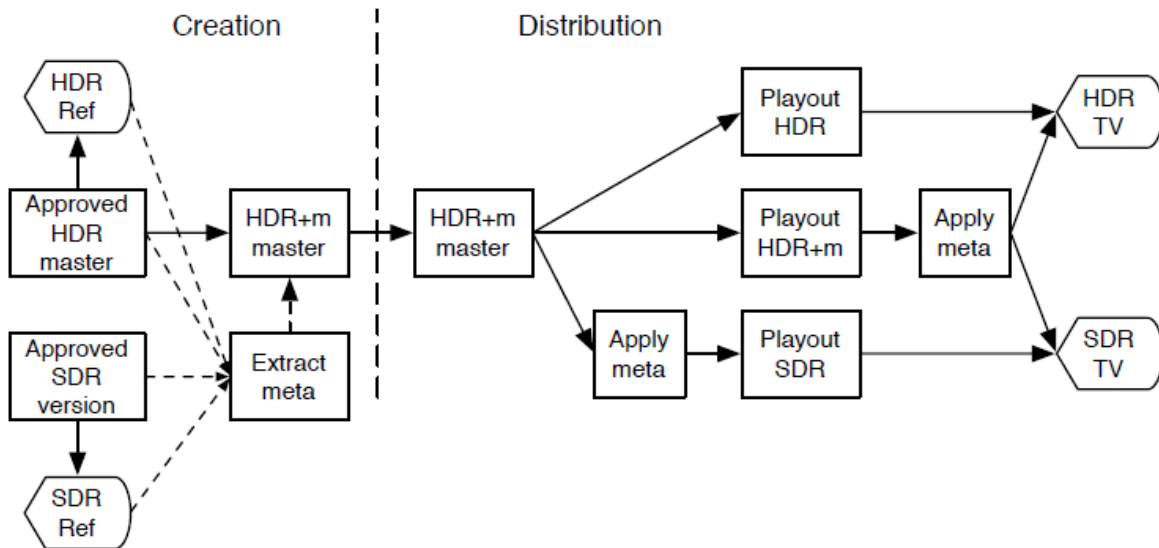 Creation
Distribution
HDR
Ref
Playout
HDR
HDR
TV
Approved
HDR
master
HDR+m
master
HDR+m
master
Playout
HDR+m
Apply
meta
Approved
SDR
version
Extract
meta
Apply
meta
Playout
SDR
SDR
TV
SDR
Ref